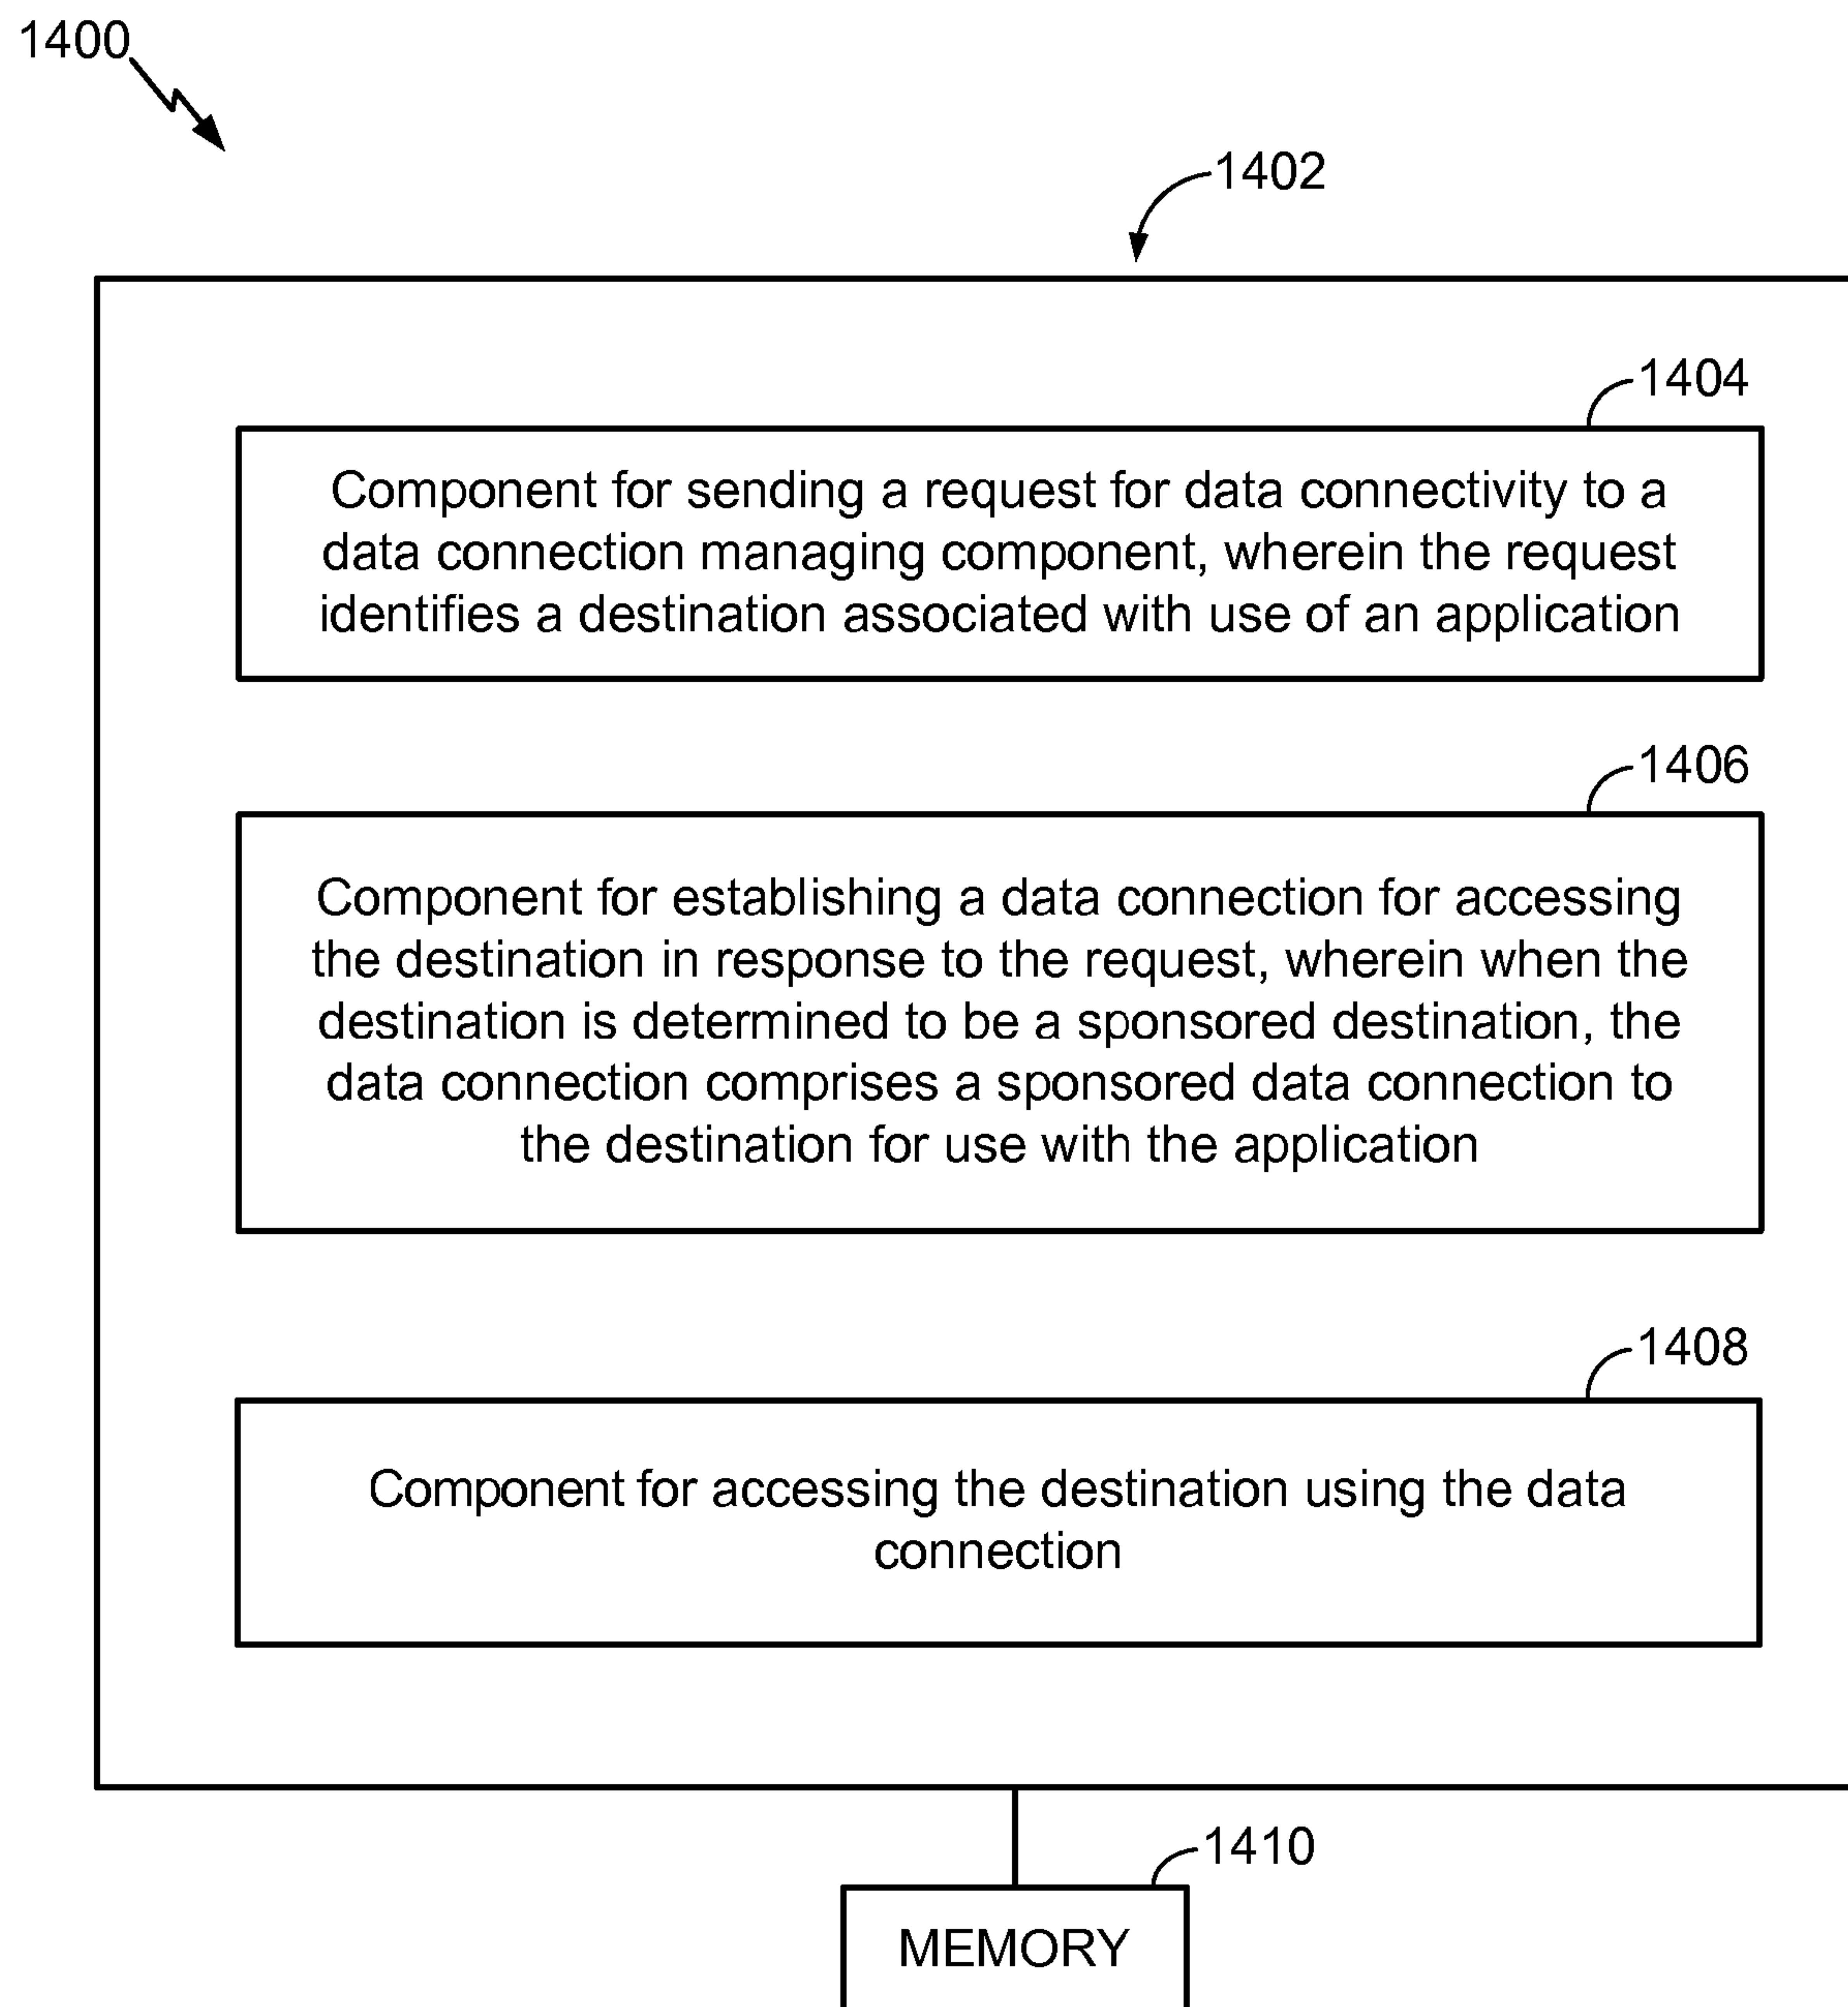 1400
1402
1404
Component for sending a request for data connectivity to a
data connection managing component, wherein the request
identifies a destination associated with use of an application
1406
Component for establishing a data connection for accessing
the destination in response to the request, wherein when the
destination is determined to be a sponsored destination, the
data connection comprises a sponsored data connection to
the destination for use with the application
1408
Component for accessing the destination using the data
connection
1410
MEMORY